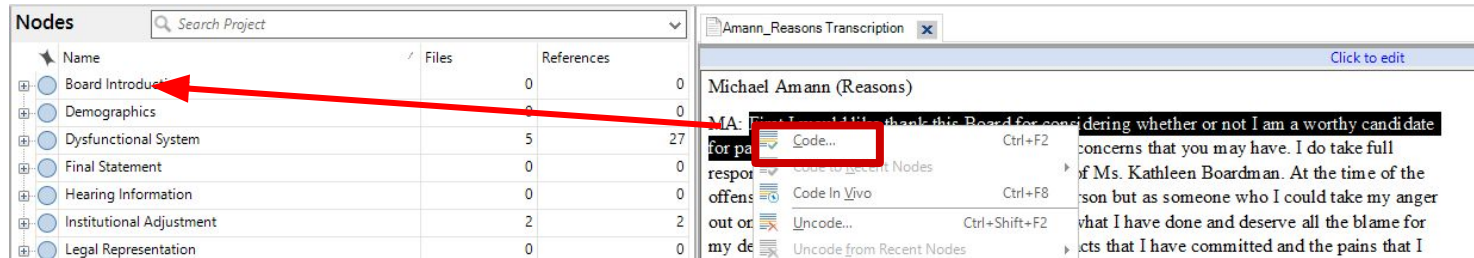 Nodes
Search Project
Name Files References
Board Introducti 0 0
Demographics 0 0
Dysfunctional System 5 27
Final Statement 0 0
Hearing Information 0 0
Institutional Adjustment 2 2
Legal Representation 0 0
Amann_Reasons Transcription
Click to edit
Michael Amann (Reasons)
MA: First I would like thank this Board for considering whether or not I am a worthy candidate
for pa concerns that you may have. I do take full
respon of Ms. Kathleen Boardman. At the time of the
offens rson but as someone who I could take my anger
out on what I have done and deserve all the blame for
my de cts that I have committed and the pains that I
Code... Ctrl+F2
Code to Recent Nodes
Code In Vivo Ctrl+F8
Uncode... Ctrl+Shift+F2
Uncode from Recent Nodes